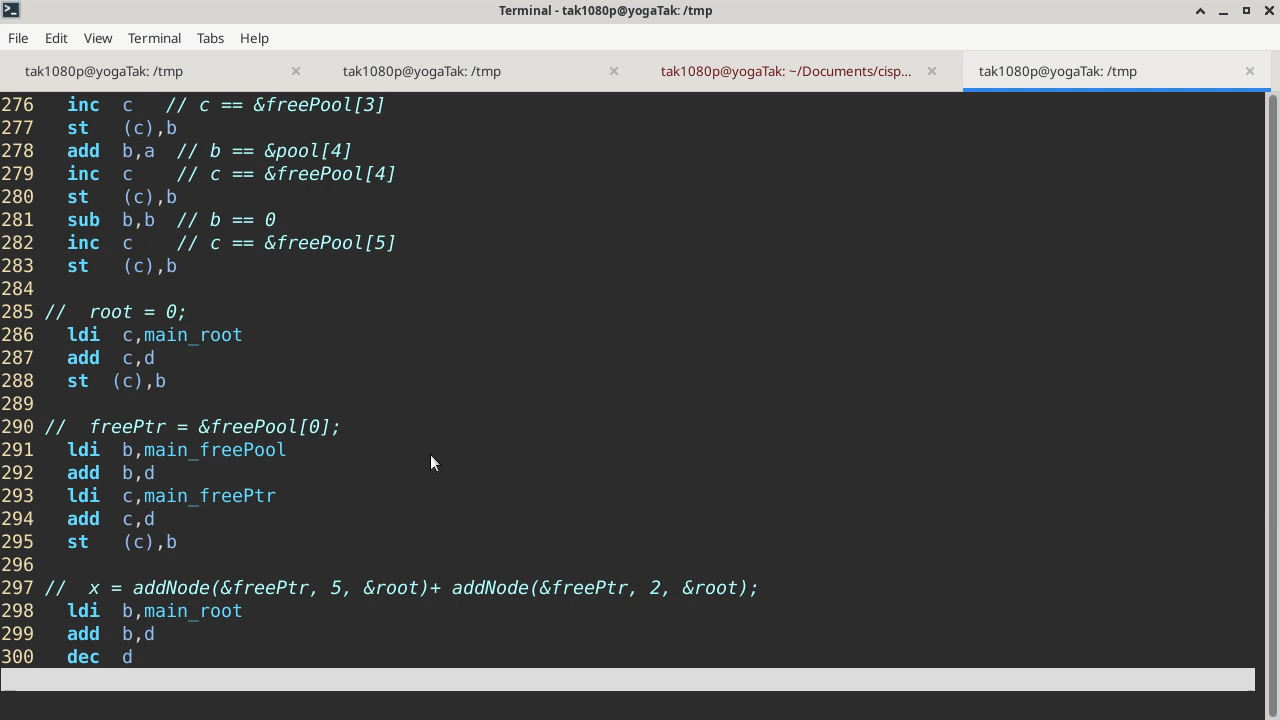 Terminal - tak1080p@yogaTak: /tmp
File Edit View Terminal Tabs Help
tak1080p@yogaTak: /tmp tak1080p@yogaTak: /tmp tak1080p@yogaTak: ~/Documents/cisp... tak1080p@yogaTak: /tmp
276   inc  c   // c == &freePool[3]
277   st   (c),b
278   add  b,a  // b == &pool[4]
279   inc  c    // c == &freePool[4]
280   st   (c),b
281   sub  b,b  // b == 0
282   inc  c    // c == &freePool[5]
283   st   (c),b
284
285 //  root = 0;
286   ldi  c,main_root
287   add  c,d
288   st  (c),b
289
290 //  freePtr = &freePool[0];
291   ldi  b,main_freePool
292   add  b,d
293   ldi  c,main_freePtr
294   add  c,d
295   st   (c),b
296
297 //  x = addNode(&freePtr, 5, &root)+ addNode(&freePtr, 2, &root);
298   ldi  b,main_root
299   add  b,d
300   dec  d